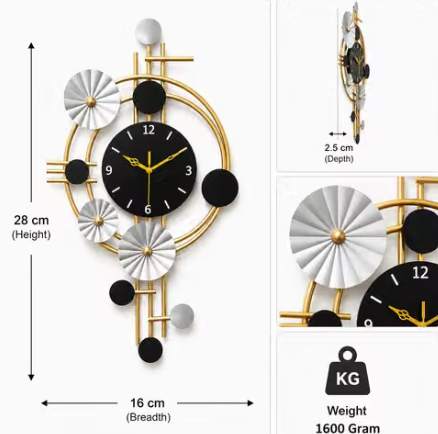 12
9
3
6
28 cm
(Height)
16 cm
(Breadth)
2.5 cm
(Depth)
12
9
KG
Weight
1600 Gram